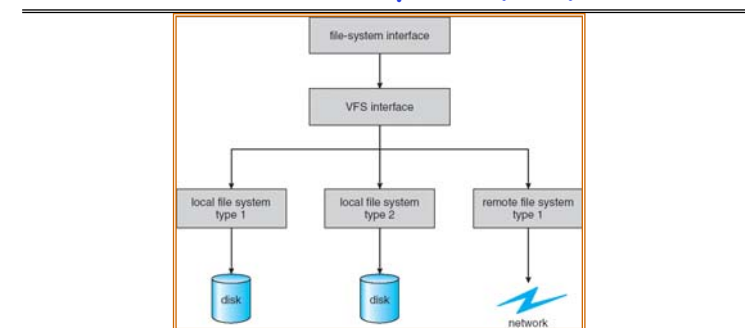 file-system interface
VFS interface
local file system
type 1
local file system
type 2
remote file system
type 1
disk
disk
network